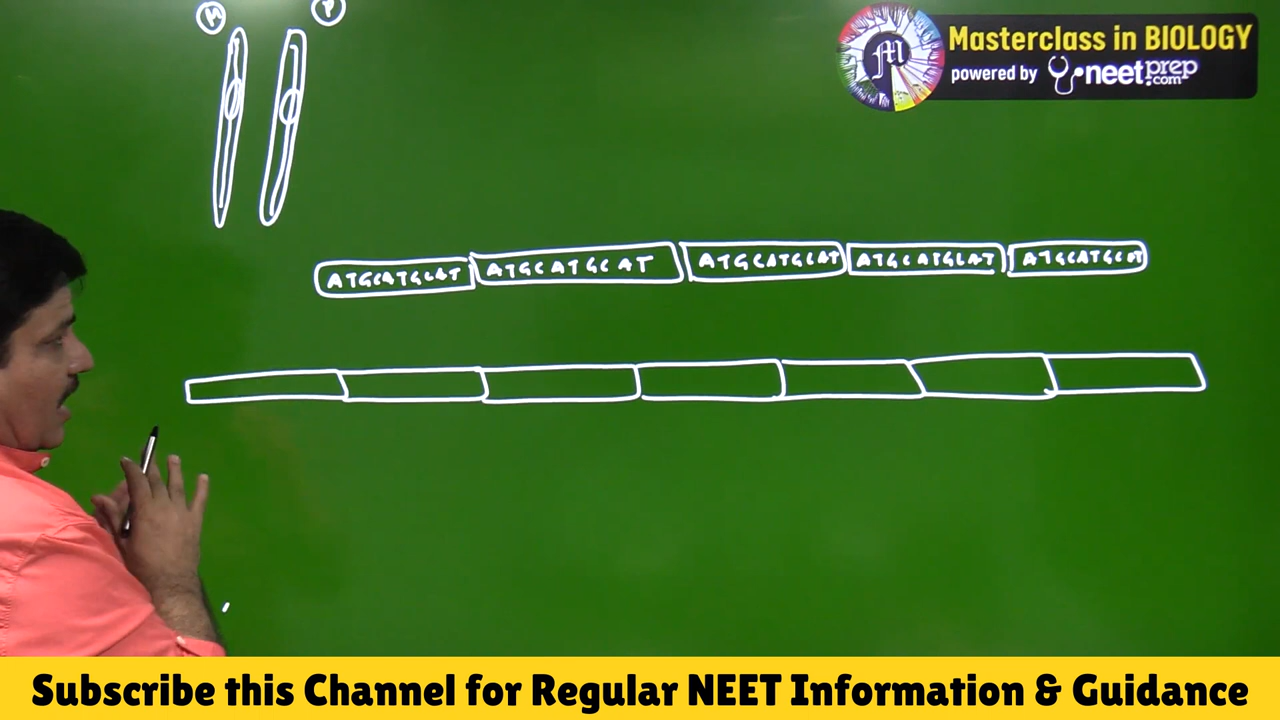 M P
Masterclass in BIOLOGY
powered by neetprep.com
ATGCATGCAT ATGCATGCAT ATGCATGCAT ATGCATGCAT ATGCATGCAT
Subscribe this Channel for Regular NEET Information & Guidance